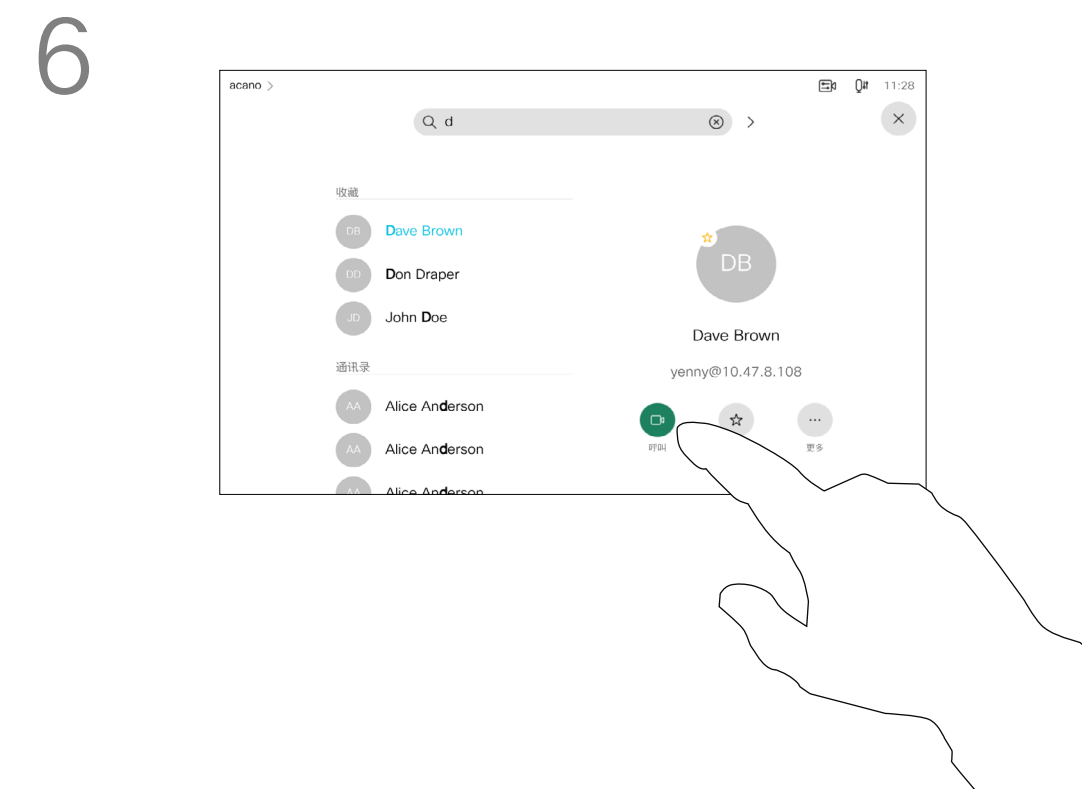 6
acano
11:28
d
收藏
DB Dave Brown
DD Don Draper
JD John Doe
通讯录
AA Alice Anderson
AA Alice Anderson
AA Alice Anderson
DB
Dave Brown
yenny@10.47.8.108
呼叫
更多